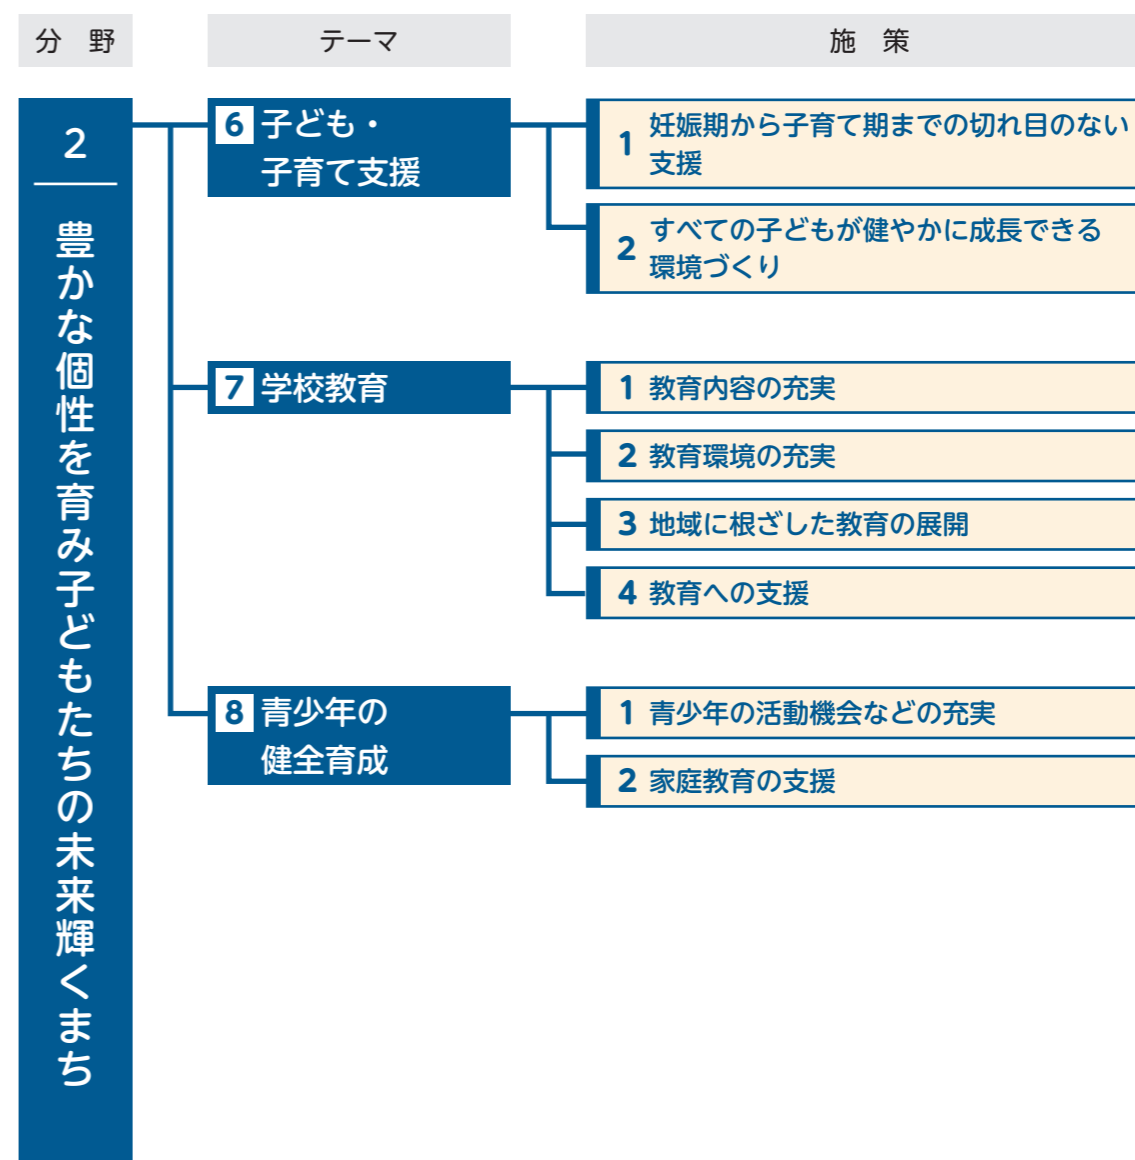 分 野
テーマ
施 策
2
豊かな個性を育み子どもたちの未来輝くまち
6 子ども・
子育て支援
1 妊娠期から子育て期までの切れ目のない
支援
2 すべての子どもが健やかに成長できる
環境づくり
7 学校教育
1 教育内容の充実
2 教育環境の充実
3 地域に根ざした教育の展開
4 教育への支援
8 青少年の
健全育成
1 青少年の活動機会などの充実
2 家庭教育の支援